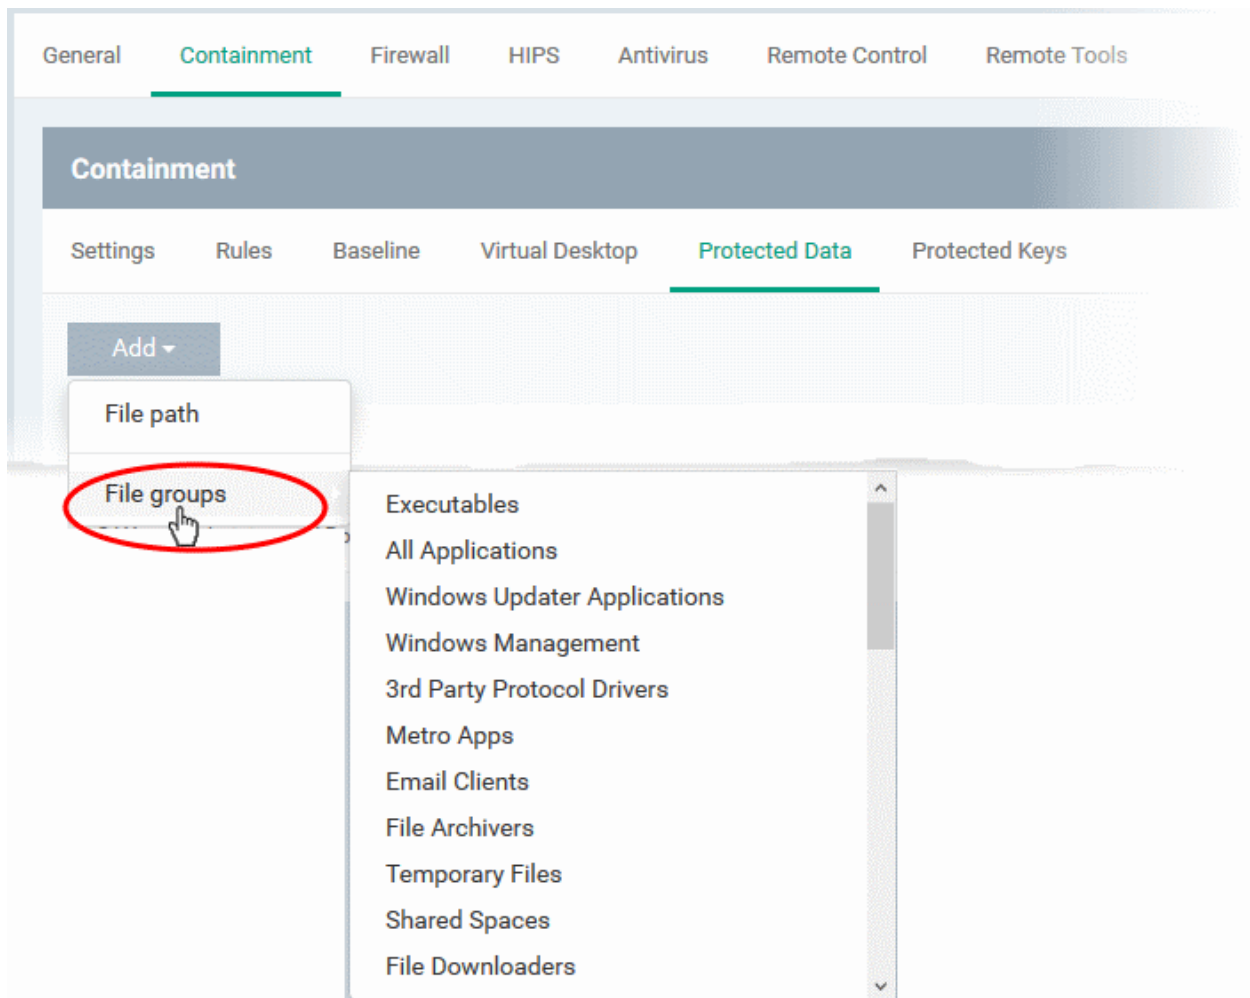 General Containment Firewall HIPS Antivirus Remote Control Remote Tools
Containment
Settings Rules Baseline Virtual Desktop Protected Data Protected Keys
Add
File path
File groups
Executables
All Applications
Windows Updater Applications
Windows Management
3rd Party Protocol Drivers
Metro Apps
Email Clients
File Archivers
Temporary Files
Shared Spaces
File Downloaders